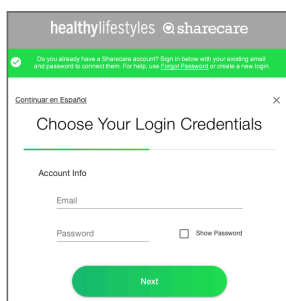 healthylifestyles sharecare
Do you already have a Sharecare account? Sign in below with your existing email
and password to connect them. For help, use Forgot Password or create a new login.
Continuar en Español
Choose Your Login Credentials
Account Info
Email
Password Show Password
Next